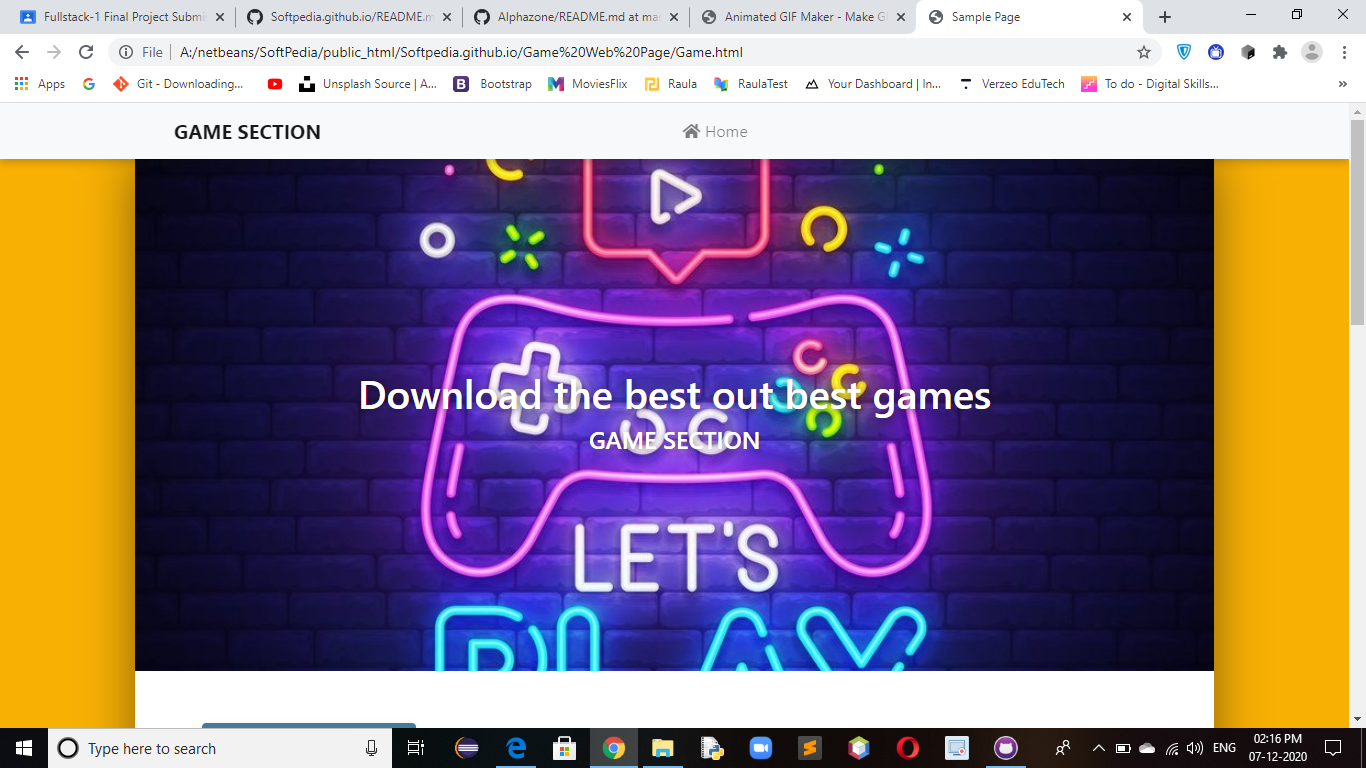 Fullstack-1 Final Project Submi
Softpedia.github.io/README.m
Alphazone/README.md at ma
Animated GIF Maker - Make G
Sample Page
File
A:/netbeans/SoftPedia/public_html/Softpedia.github.io/Game%20Web%20Page/Game.html
Apps
Git - Downloading...
Unsplash Source | A...
Bootstrap
MoviesFlix
Raula
RaulaTest
Your Dashboard | In...
Verzeo EduTech
To do - Digital Skills...
GAME SECTION
Home
Download the best out best games
GAME SECTION
LET'S
PLAY
Type here to search
ENG
02:16 PM
07-12-2020